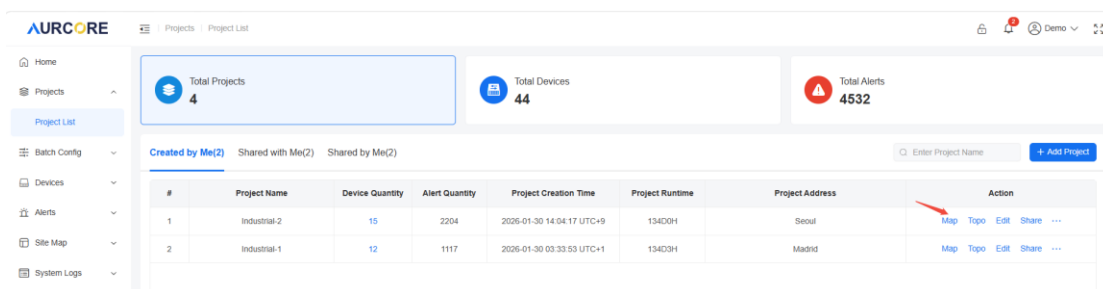 AURCORE
Projects Project List
2
Demo
Home
Projects
Project List
Batch Config
Devices
Alerts
Site Map
System Logs
Total Projects
4
Total Devices
44
Total Alerts
4532
Created by Me(2) Shared with Me(2) Shared by Me(2)
Enter Project Name
+ Add Project
# Project Name Device Quantity Alert Quantity Project Creation Time Project Runtime Project Address Action
1 Industrial-2 15 2204 2026-01-30 14:04:17 UTC+9 134D0H Seoul Map Topo Edit Share ···
2 Industrial-1 12 1117 2026-01-30 03:33:53 UTC+1 134D3H Madrid Map Topo Edit Share ···